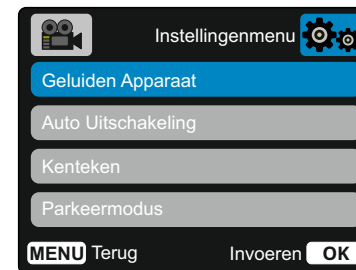 Instellingenmenu
Geluiden Apparaat
Auto Uitschakeling
Kenteken
Parkeermodus
MENU Terug Invoeren OK